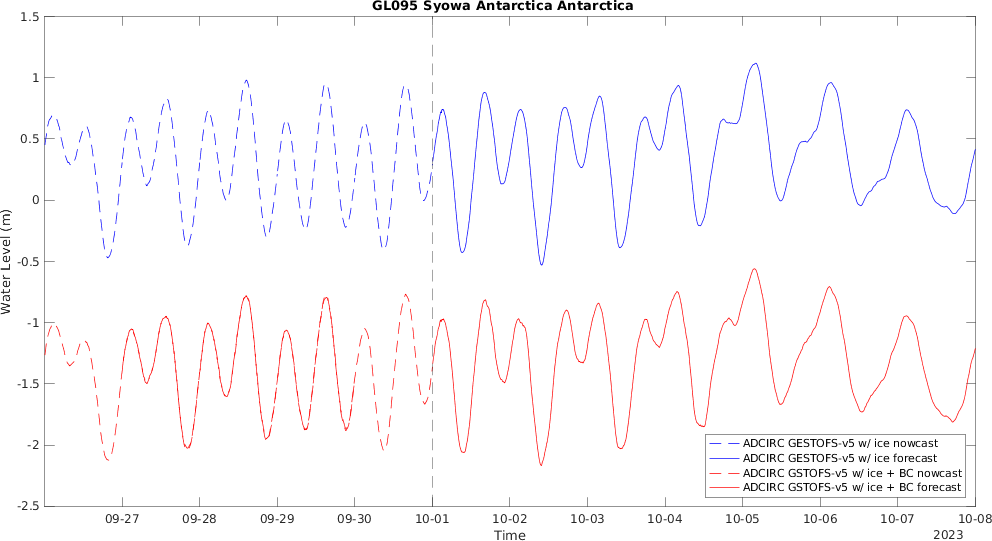 GL095 Syowa Antarctica Antarctica
1.5
1
0.5
0
-0.5
-1
-1.5
-2
-2.5
Water Level (m)
ADCIRC GESTOFS-v5 w/ ice nowcast
ADCIRC GESTOFS-v5 w/ ice forecast
ADCIRC GSTOFS-v5 w/ ice + BC nowcast
ADCIRC GSTOFS-v5 w/ ice + BC forecast
09-27 09-28 09-29 09-30 10-01 10-02 10-03 10-04 10-05 10-06 10-07 10-08
Time
2023